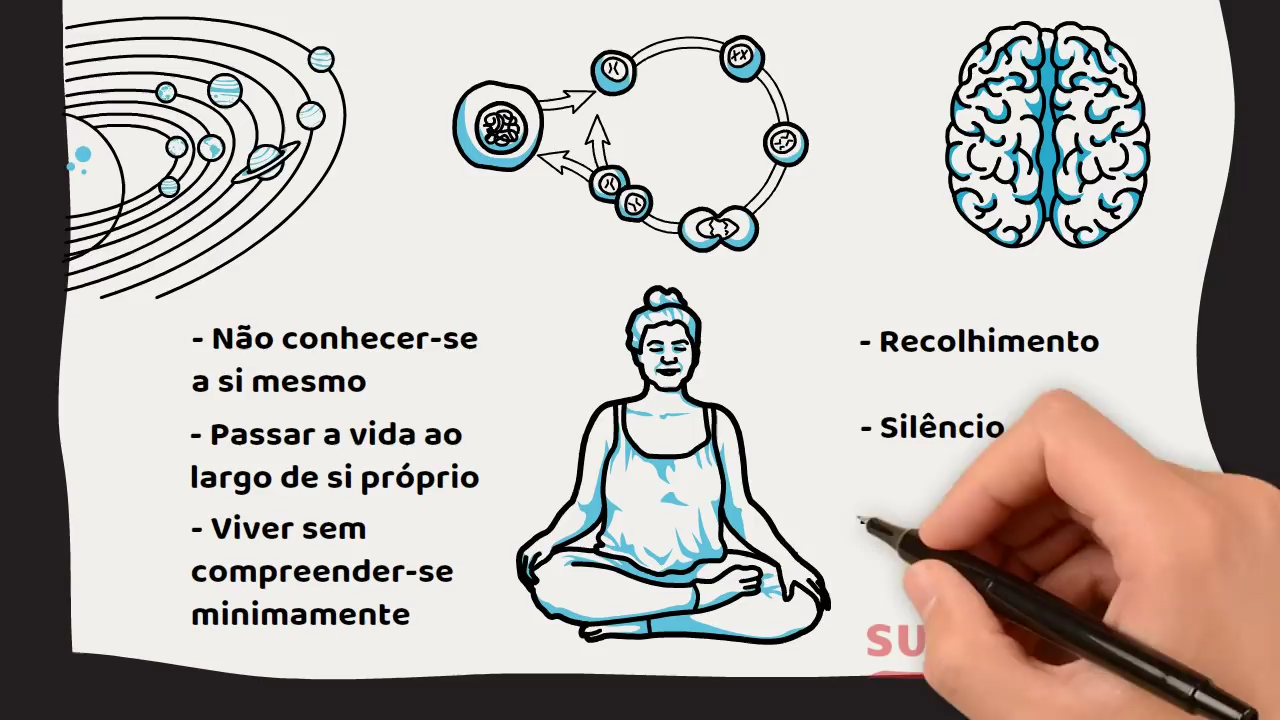 - Não conhecer-se
a si mesmo
- Passar a vida ao
largo de si próprio
- Viver sem
compreender-se
minimamente
- Recolhimento
- Silêncio
-